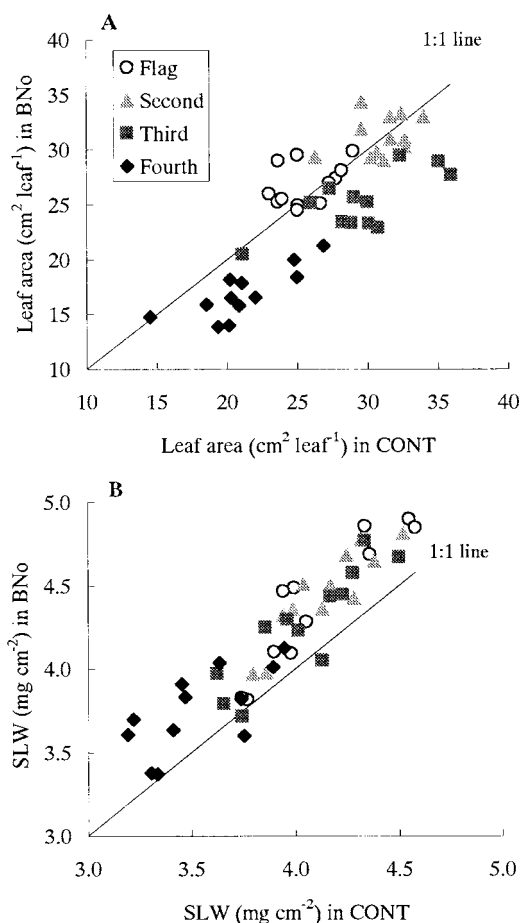 A
1:1 line
Flag
Second
Third
Fourth
Leaf area (cm² leaf⁻¹) in BNo
40
35
30
25
20
15
10
10 15 20 25 30 35 40
Leaf area (cm² leaf⁻¹) in CONT
B
1:1 line
SLW (mg cm⁻²) in BNo
5.0
4.5
4.0
3.5
3.0
3.0 3.5 4.0 4.5 5.0
SLW (mg cm⁻²) in CONT